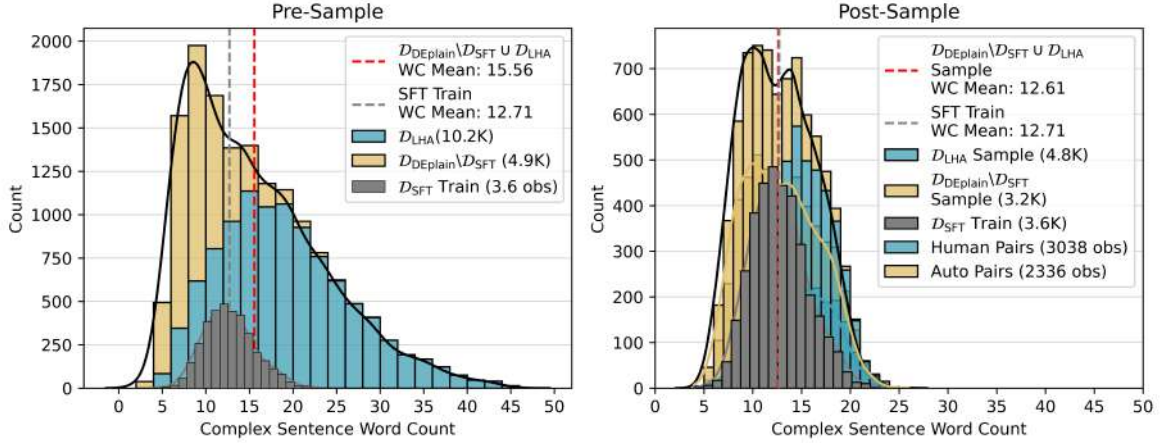 Pre-Sample
2000
1750
1500
1250
1000
750
500
250
0
Count
0 5 10 15 20 25 30 35 40 45 50
Complex Sentence Word Count
𝒟DEplain\𝒟SFT ∪ 𝒟LHA
WC Mean: 15.56
SFT Train
WC Mean: 12.71
𝒟LHA(10.2K)
𝒟DEplain\𝒟SFT (4.9K)
𝒟SFT Train (3.6 obs)
Post-Sample
700
600
500
400
300
200
100
0
Count
0 5 10 15 20 25 30 35 40 45 50
Complex Sentence Word Count
𝒟DEplain\𝒟SFT ∪ 𝒟LHA
Sample
WC Mean: 12.61
SFT Train
WC Mean: 12.71
𝒟LHA Sample (4.8K)
𝒟DEplain\𝒟SFT
Sample (3.2K)
𝒟SFT Train (3.6K)
Human Pairs (3038 obs)
Auto Pairs (2336 obs)